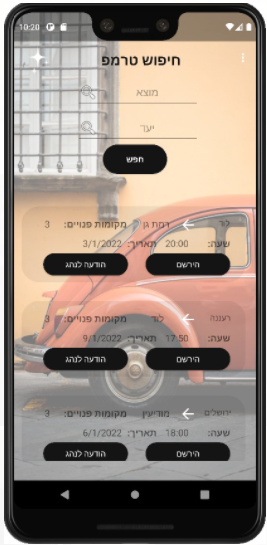 10:20
חיפוש טרמפ
מוצא
יעד
חפש
לוד רמת גן מקומות פנויים: 3
שעה: 20:00 תאריך: 3/1/2022
הירשם הודעה לנהג
רעננה לוד מקומות פנויים: 3
שעה: 17:50 תאריך: 9/1/2022
הירשם הודעה לנהג
ירושלים מודיעין מקומות פנויים: 3
שעה: 18:00 תאריך: 6/1/2022
הירשם הודעה לנהג